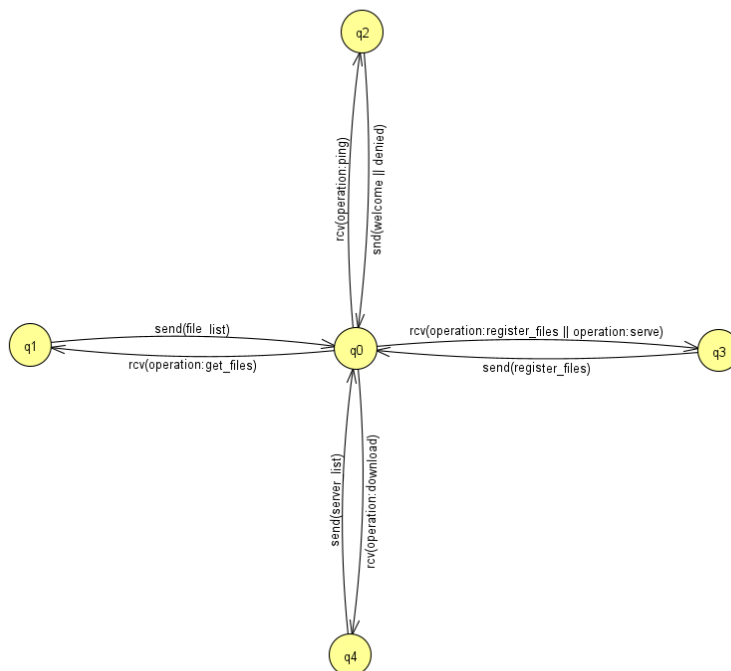 q2
rcv(operation:ping)
snd(welcome || denied)
send(file_list)
rcv(operation:register_files || operation:serve)
q1
q0
q3
rcv(operation:get_files)
send(register_files)
send(server_list)
rcv(operation:download)
q4